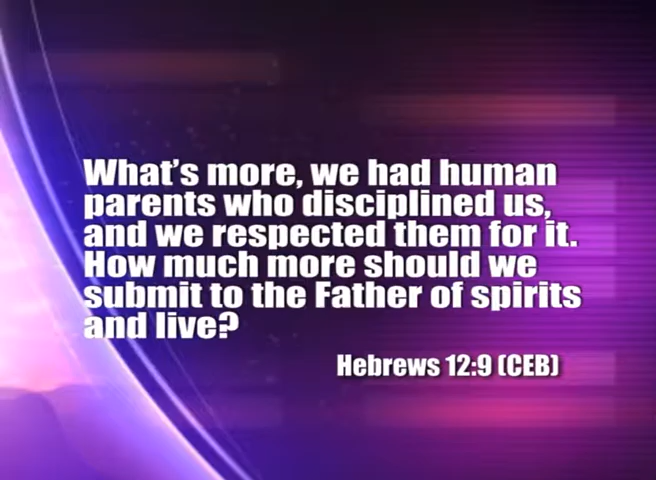 What's more, we had human
parents who disciplined us,
and we respected them for it.
How much more should we
submit to the Father of spirits
and live?
Hebrews 12:9 (CEB)